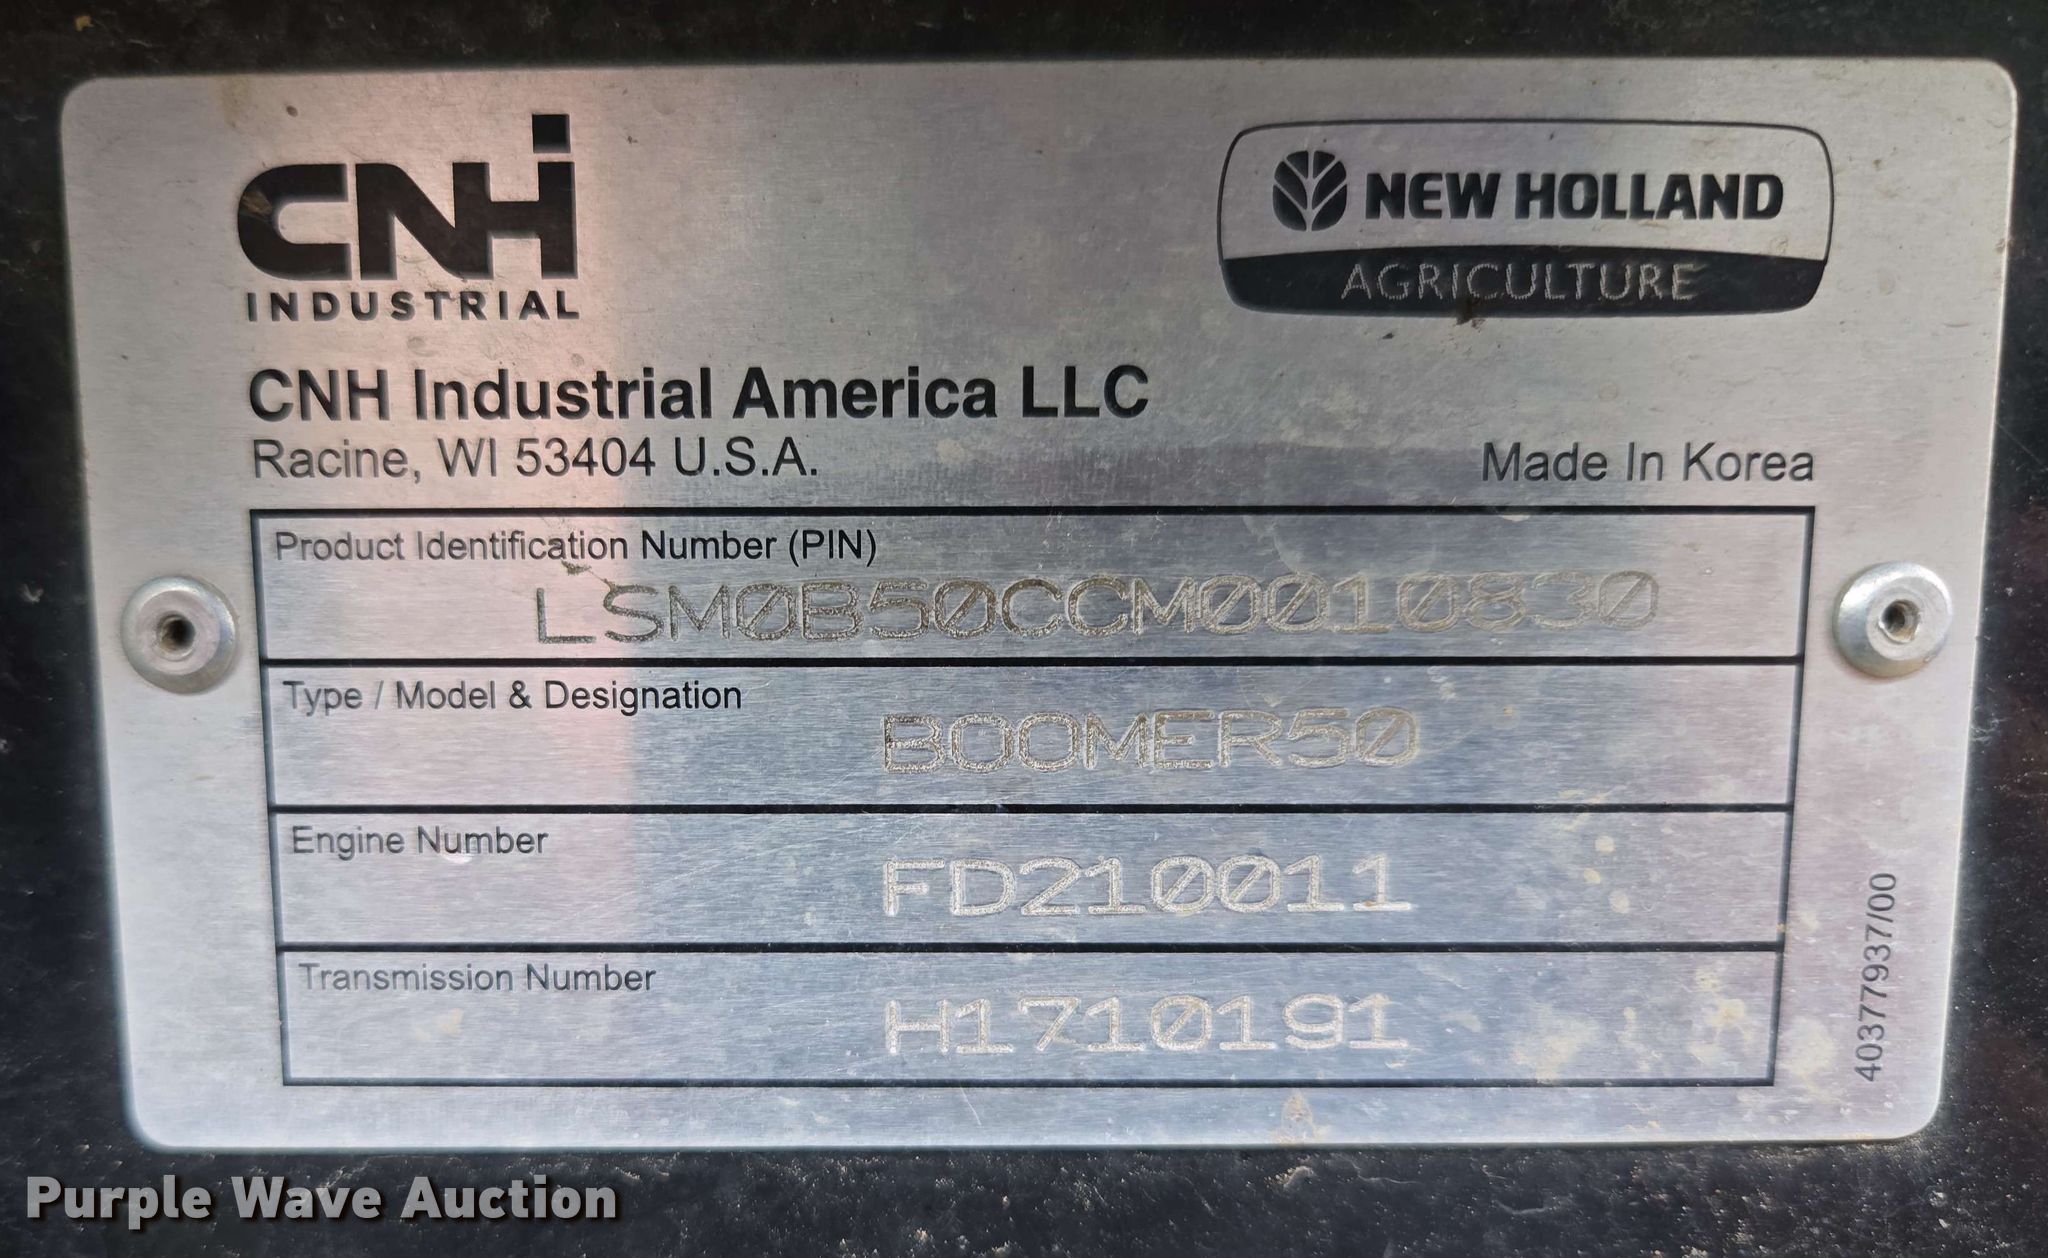 CNH
INDUSTRIAL
NEW HOLLAND
AGRICULTURE
CNH Industrial America LLC
Racine, WI 53404 U.S.A.
Made In Korea
Product Identification Number (PIN)
LSM0B50CCM0010830
Type / Model & Designation
BOOMER50
Engine Number
FD210011
Transmission Number
H1710191
40377937/00
Purple Wave Auction